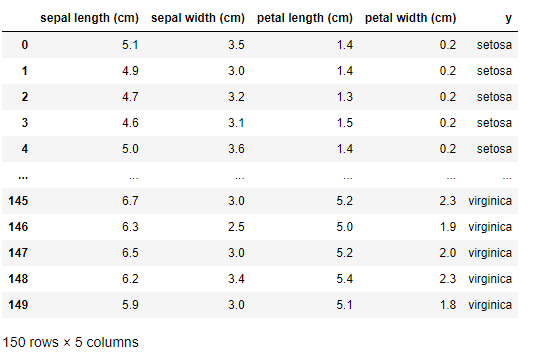 sepal length (cm) sepal width (cm) petal length (cm) petal width (cm) y
0 5.1 3.5 1.4 0.2 setosa
1 4.9 3.0 1.4 0.2 setosa
2 4.7 3.2 1.3 0.2 setosa
3 4.6 3.1 1.5 0.2 setosa
4 5.0 3.6 1.4 0.2 setosa
... ... ... ... ... ...
145 6.7 3.0 5.2 2.3 virginica
146 6.3 2.5 5.0 1.9 virginica
147 6.5 3.0 5.2 2.0 virginica
148 6.2 3.4 5.4 2.3 virginica
149 5.9 3.0 5.1 1.8 virginica
150 rows × 5 columns